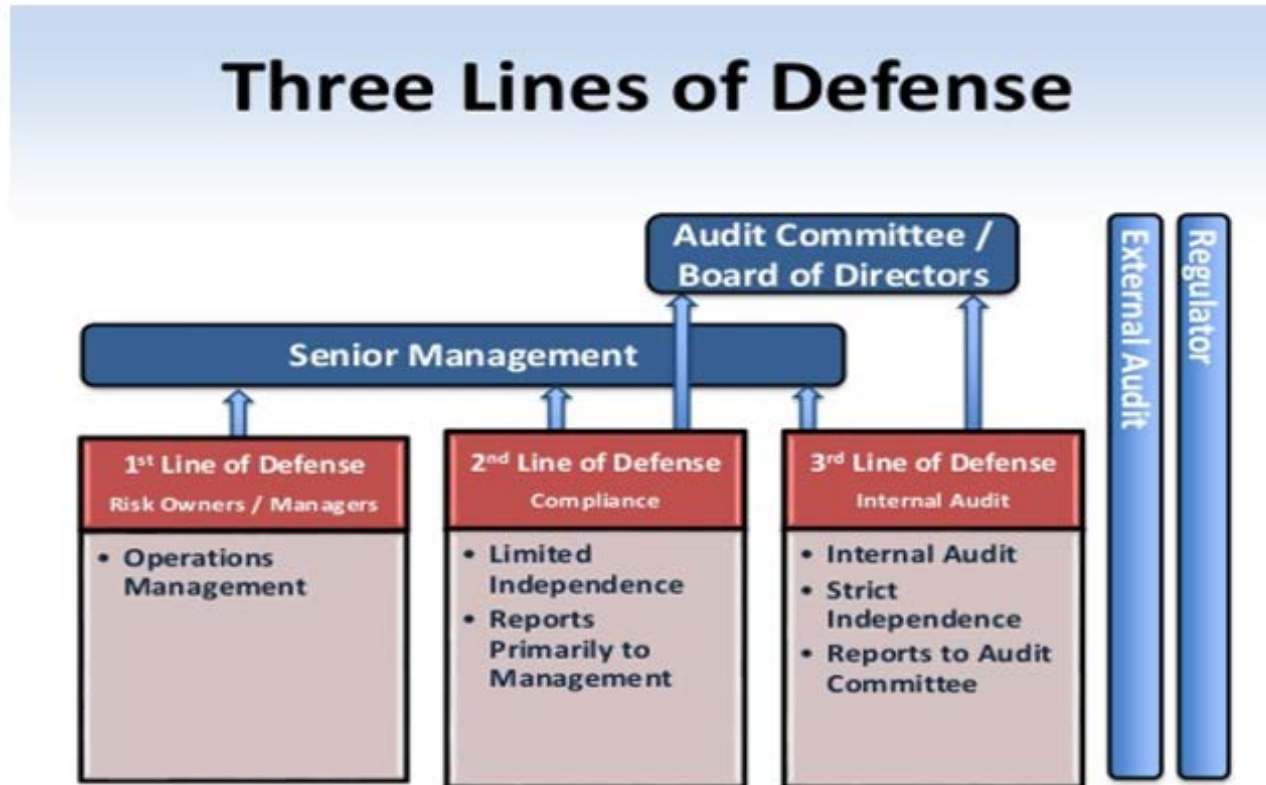 Three Lines of Defense
Audit Committee /
Board of Directors
Senior Management
External Audit
Regulator
1st Line of Defense
Risk Owners / Managers
• Operations
Management
2nd Line of Defense
Compliance
• Limited
Independence
• Reports
Primarily to
Management
3rd Line of Defense
Internal Audit
• Internal Audit
• Strict
Independence
• Reports to Audit
Committee